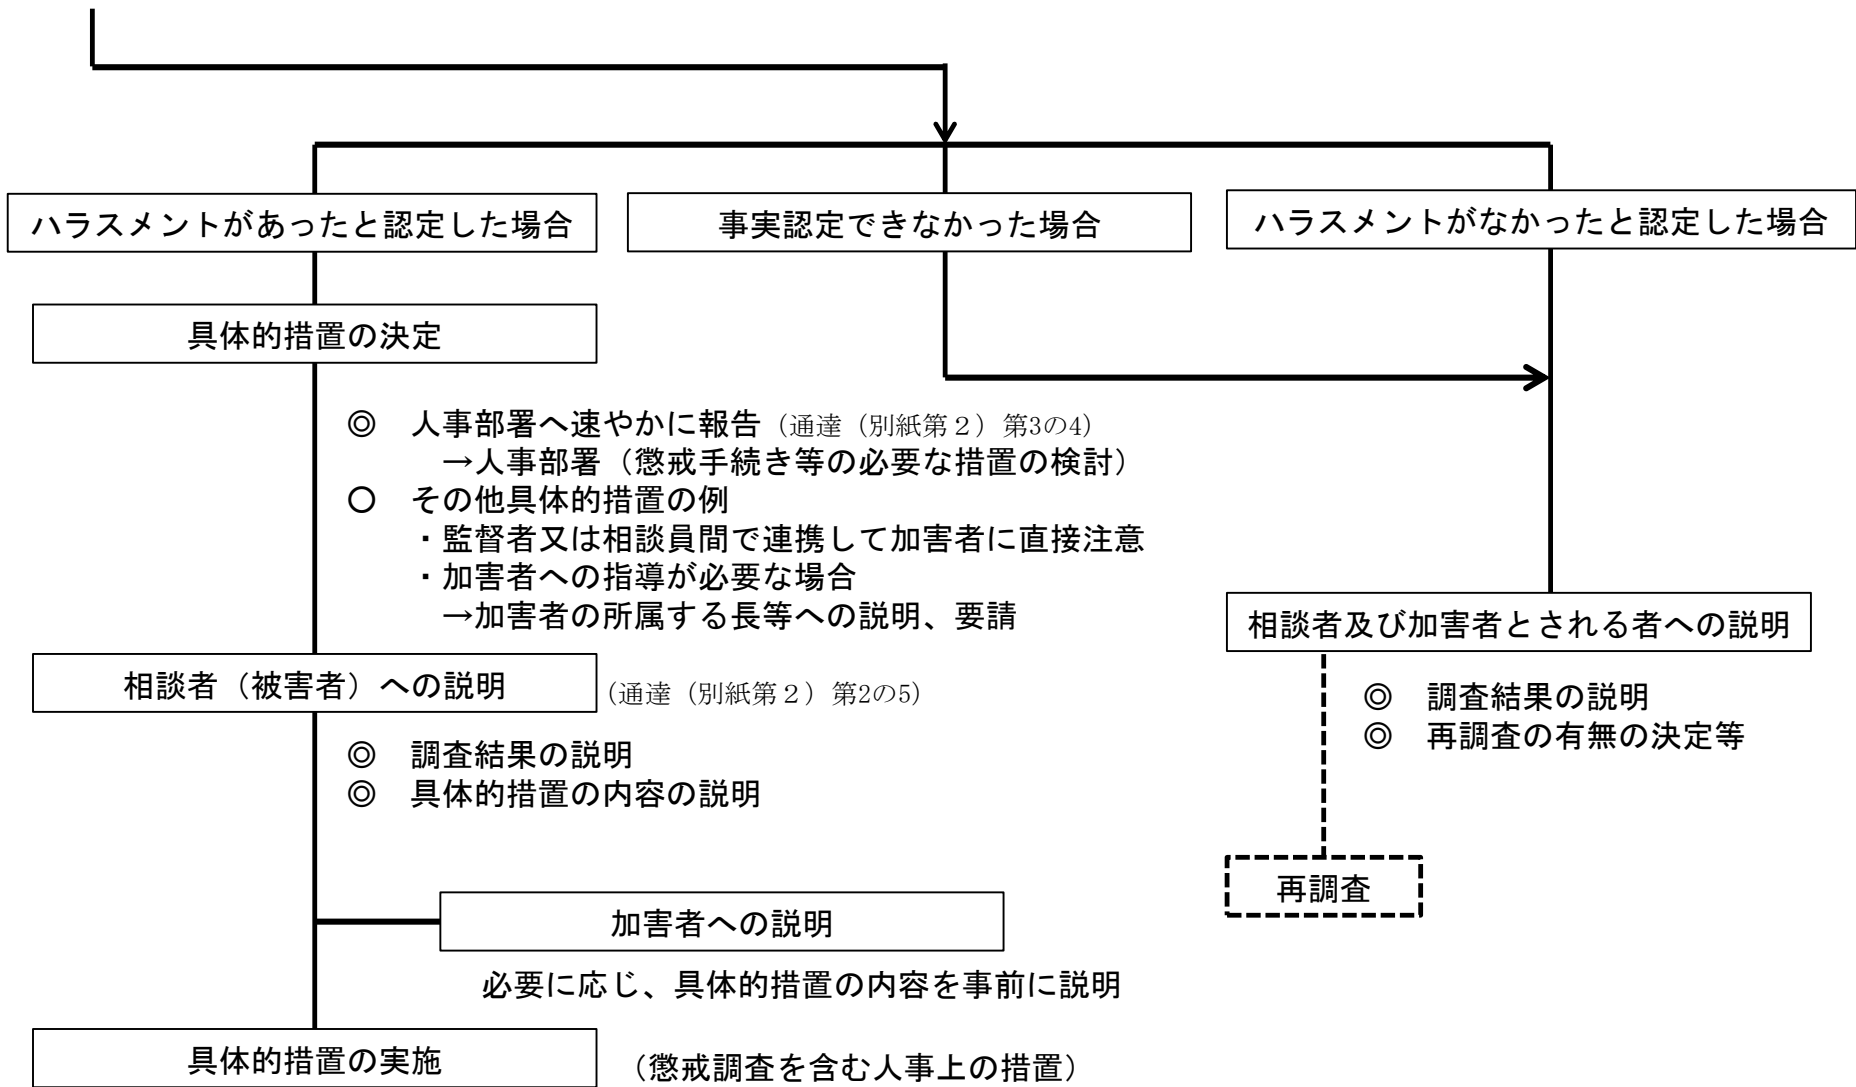 ハラスメントがあったと認定した場合
事実認定できなかった場合
ハラスメントがなかったと認定した場合
具体的措置の決定
◎　人事部署へ速やかに報告（通達（別紙第２）第3の4）
→人事部署（懲戒手続き等の必要な措置の検討）
○　その他具体的措置の例
・監督者又は相談員間で連携して加害者に直接注意
・加害者への指導が必要な場合
→加害者の所属する長等への説明、要請
相談者（被害者）への説明
（通達（別紙第２）第2の5）
◎　調査結果の説明
◎　具体的措置の内容の説明
加害者への説明
必要に応じ、具体的措置の内容を事前に説明
具体的措置の実施
（懲戒調査を含む人事上の措置）
相談者及び加害者とされる者への説明
◎　調査結果の説明
◎　再調査の有無の決定等
再調査